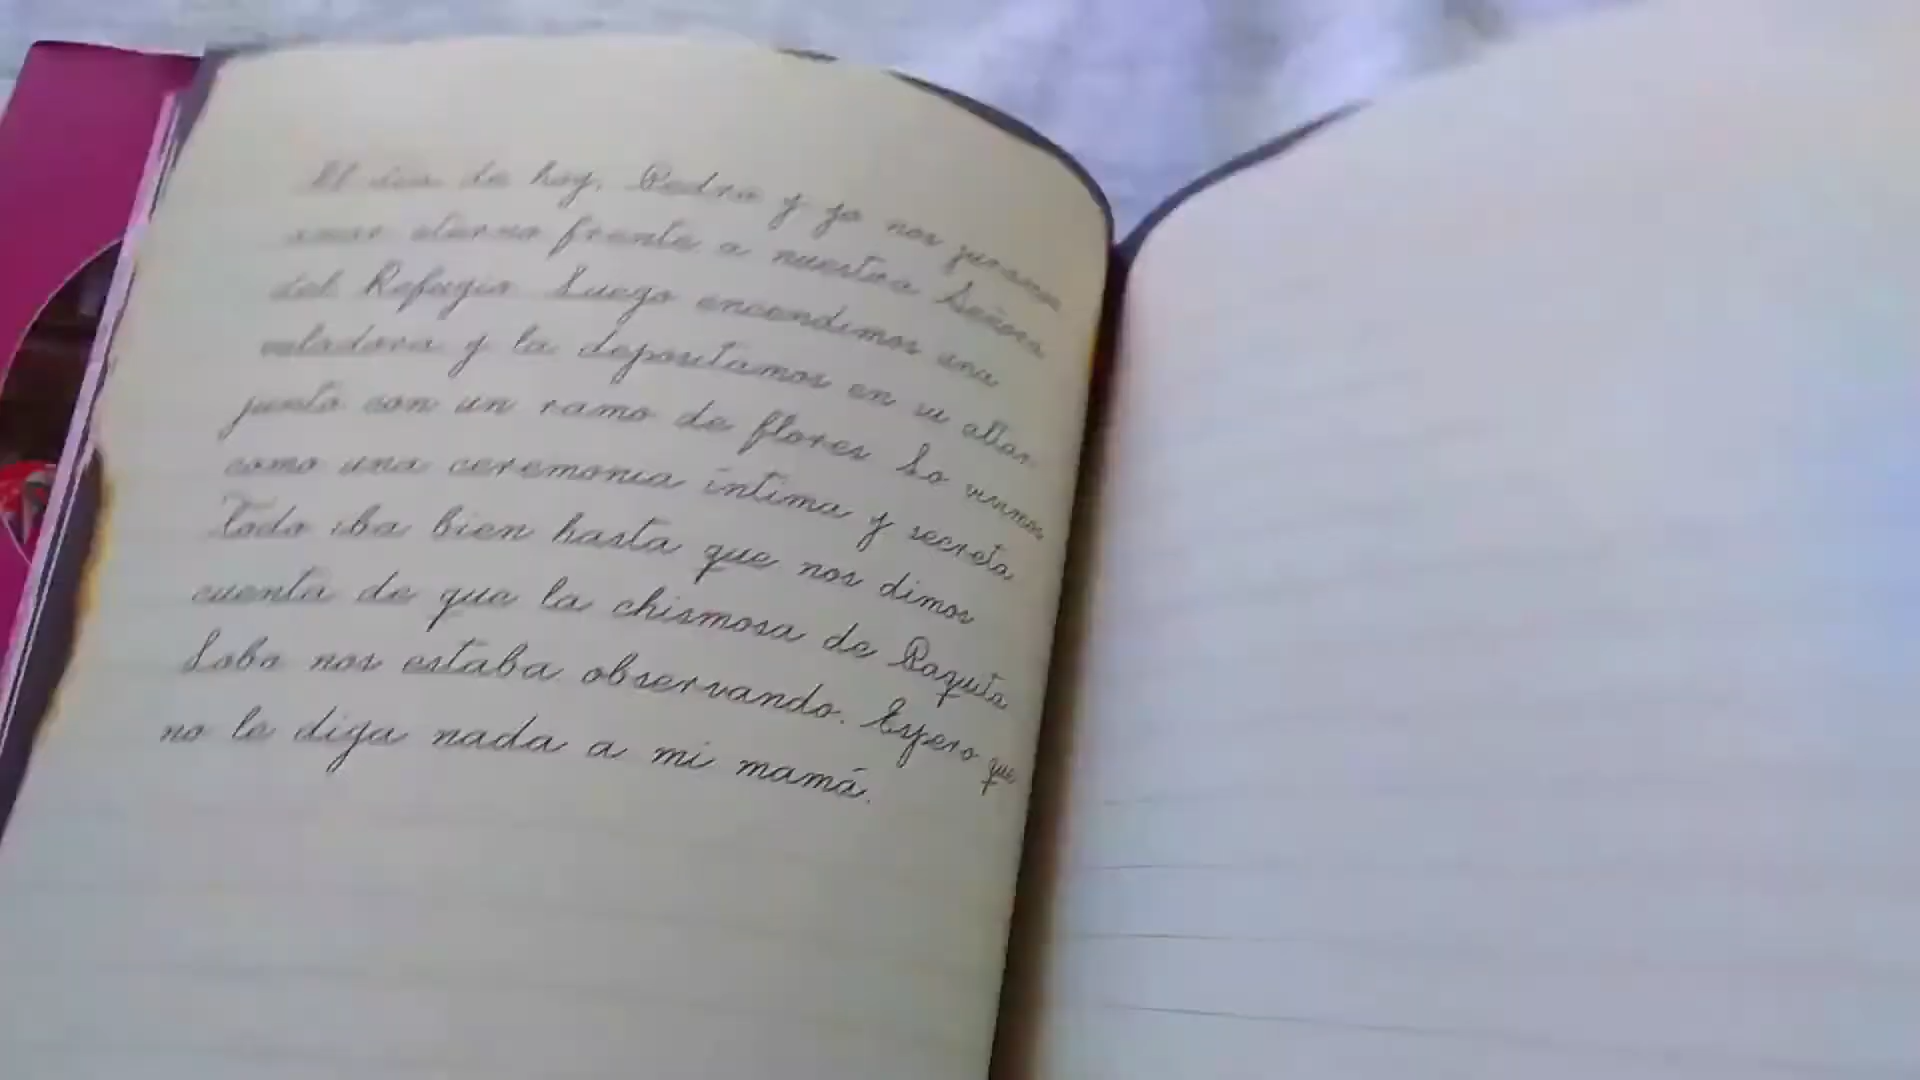 El día de hoy, Pedro y yo nos juramos
amor eterno frente a nuestra Señora
del Refugio. Luego encendimos una
veladora y la depositamos en su altar
junto con un ramo de flores. Lo vivimos
como una ceremonia íntima y secreta
Todo iba bien hasta que nos dimos
cuenta de que la chismosa de Paquita
Lobo nos estaba observando. Espero que
no le diga nada a mi mamá.